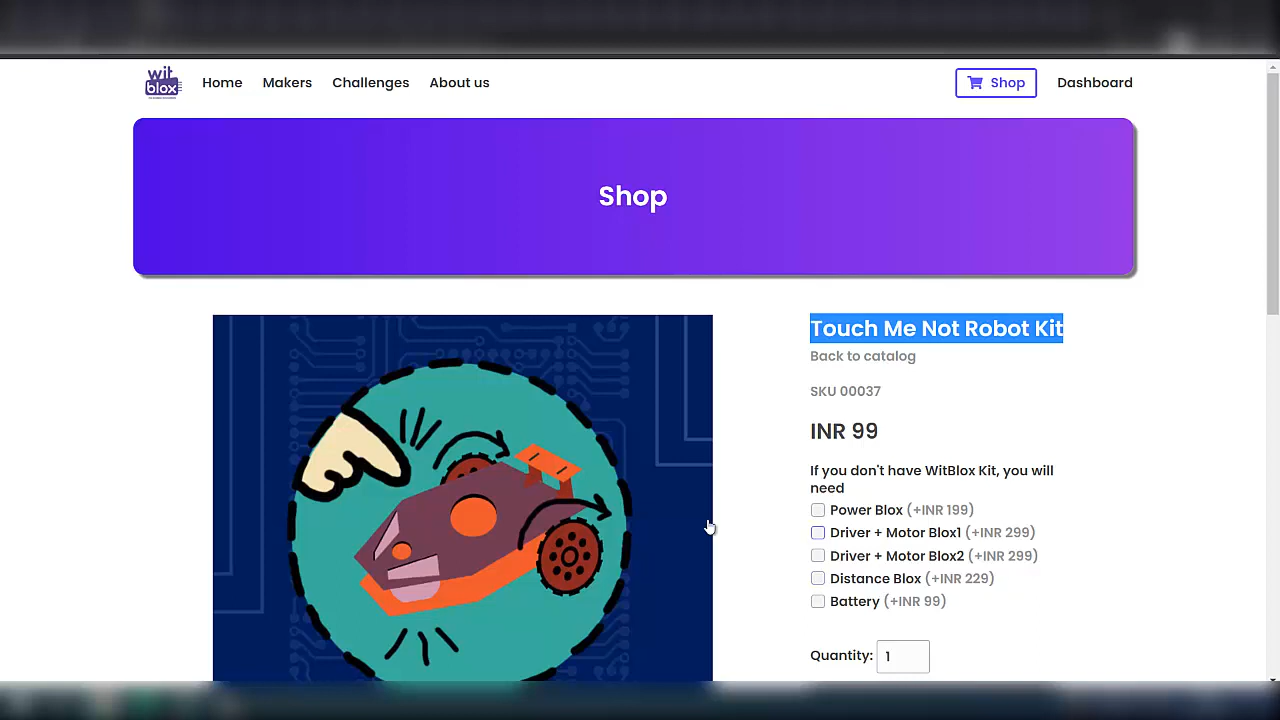 wit
blox
Home Makers Challenges About us
Shop Dashboard
Shop
Touch Me Not Robot Kit
Back to catalog
SKU 00037
INR 99
If you don't have WitBlox Kit, you will
need
Power Blox (+INR 199)
Driver + Motor Blox1 (+INR 299)
Driver + Motor Blox2 (+INR 299)
Distance Blox (+INR 229)
Battery (+INR 99)
Quantity: 1